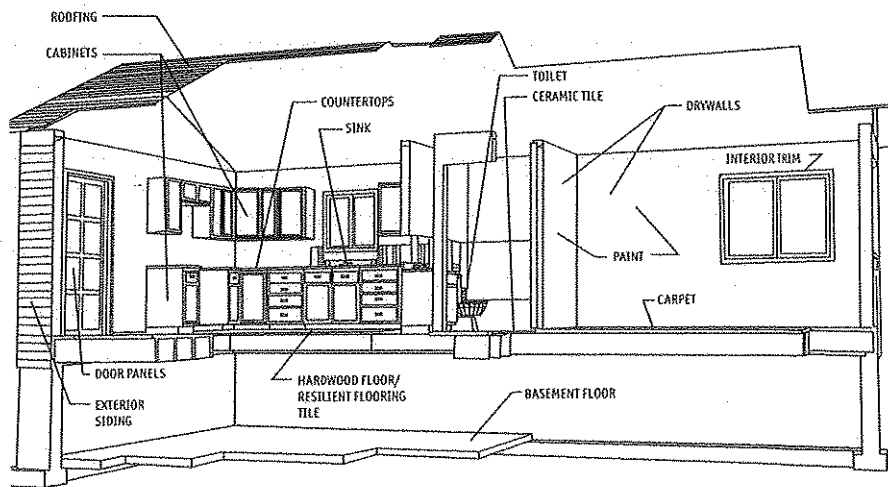 ROOFING
CABINETS
COUNTERTOPS
SINK
TOILET
CERAMIC TILE
DRYWALLS
INTERIOR TRIM
PAINT
CARPET
DOOR PANELS
EXTERIOR
SIDING
HARDWOOD FLOOR/
RESILIENT FLOORING
TILE
BASEMENT FLOOR